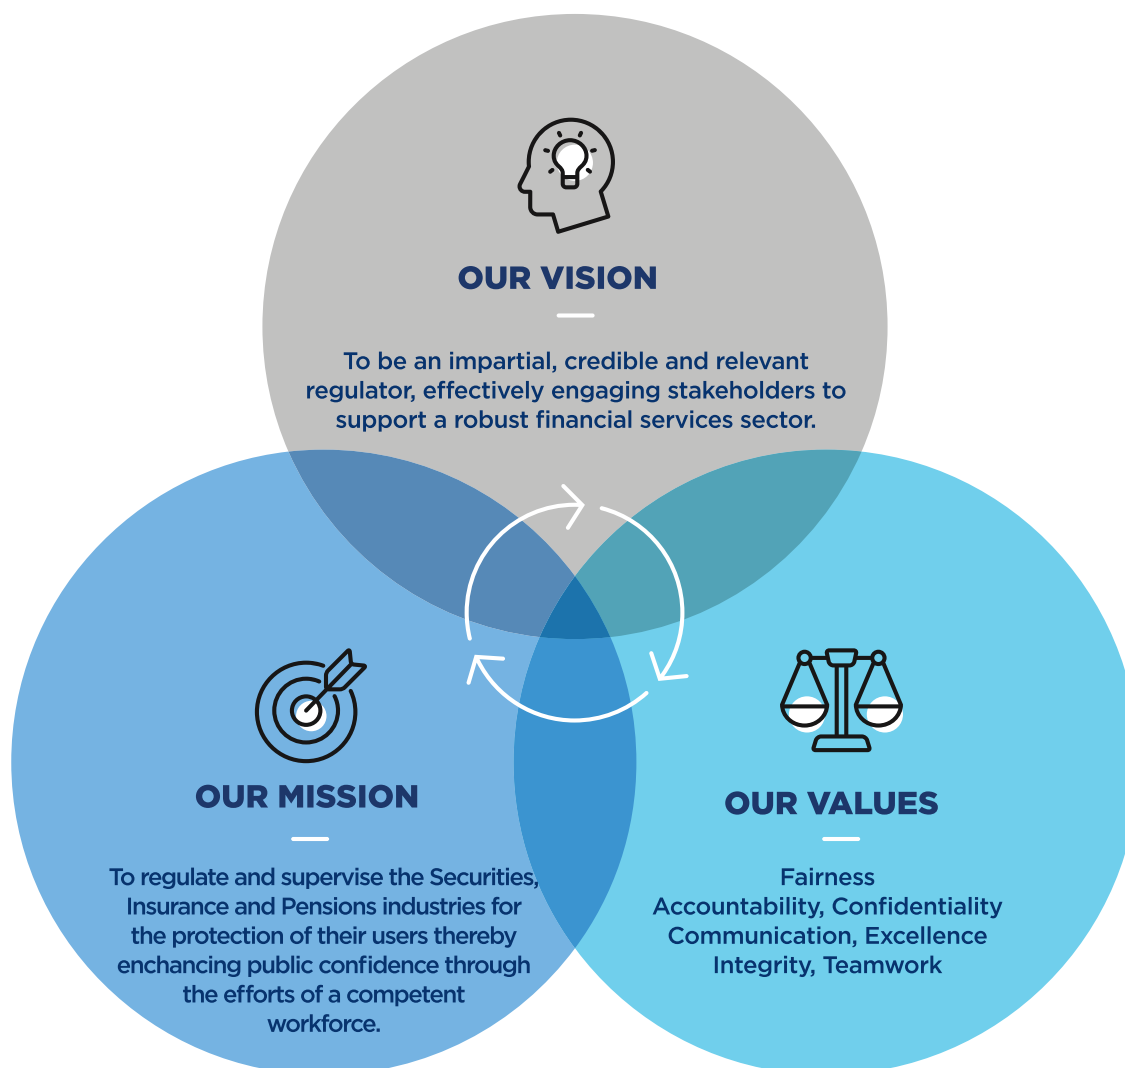 OUR VISION
To be an impartial, credible and relevant
regulator, effectively engaging stakeholders to
support a robust financial services sector.
OUR MISSION
To regulate and supervise the Securities,
Insurance and Pensions industries for
the protection of their users thereby
enchancing public confidence through
the efforts of a competent
workforce.
OUR VALUES
Fairness
Accountability, Confidentiality
Communication, Excellence
Integrity, Teamwork